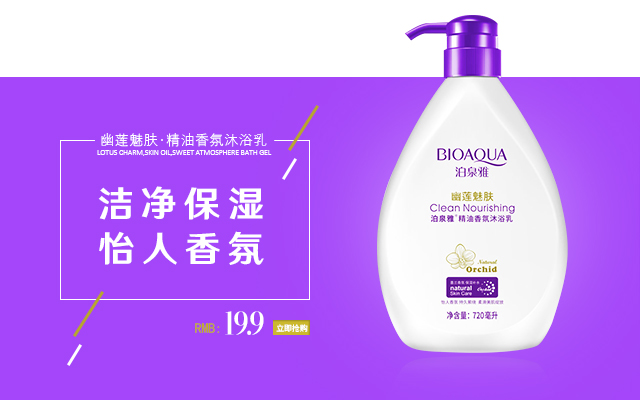 幽莲魅肤·精油香氛沐浴乳
LOTUS CHARM,SKIN OIL,SWEET ATMOSPHERE BATH GEL
洁净保湿
怡人香氛
RMB: 19.9 立即抢购
BIOAQUA
泊泉雅
幽莲魅肤
Clean Nourishing
泊泉雅®精油香氛沐浴乳
Natural
Orchid
natural
Skin Care
净含量：720毫升